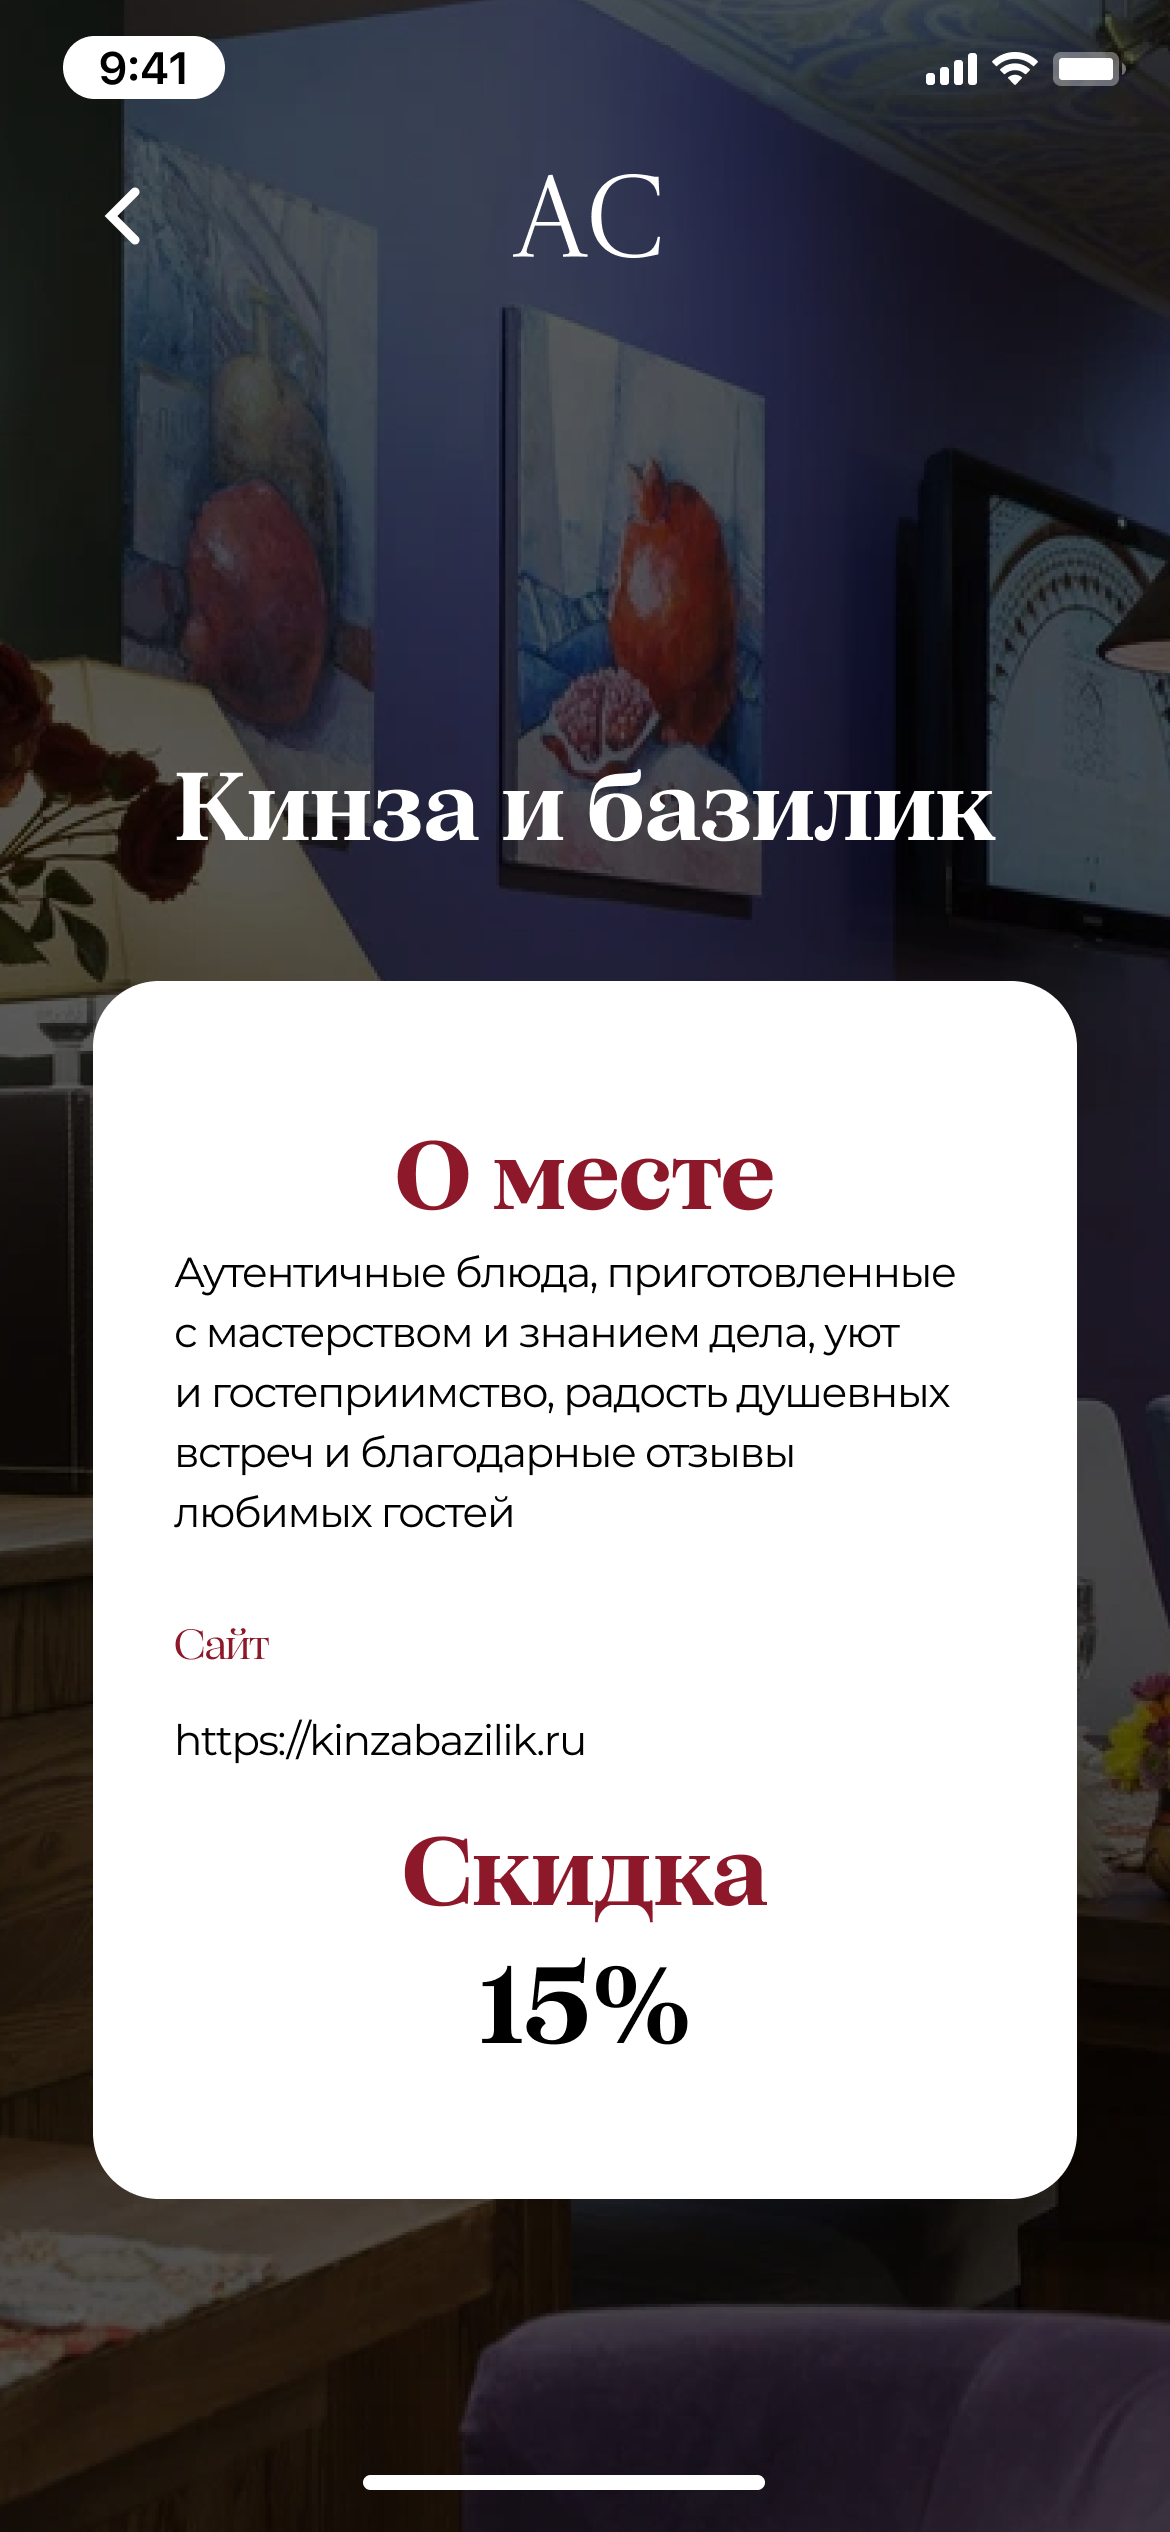 9:41
АС
Кинза и базилик
О месте
Аутентичные блюда, приготовленные
с мастерством и знанием дела, уют
и гостеприимство, радость душевных
встреч и благодарные отзывы
любимых гостей
Сайт
https://kinzabazilik.ru
Скидка
15%